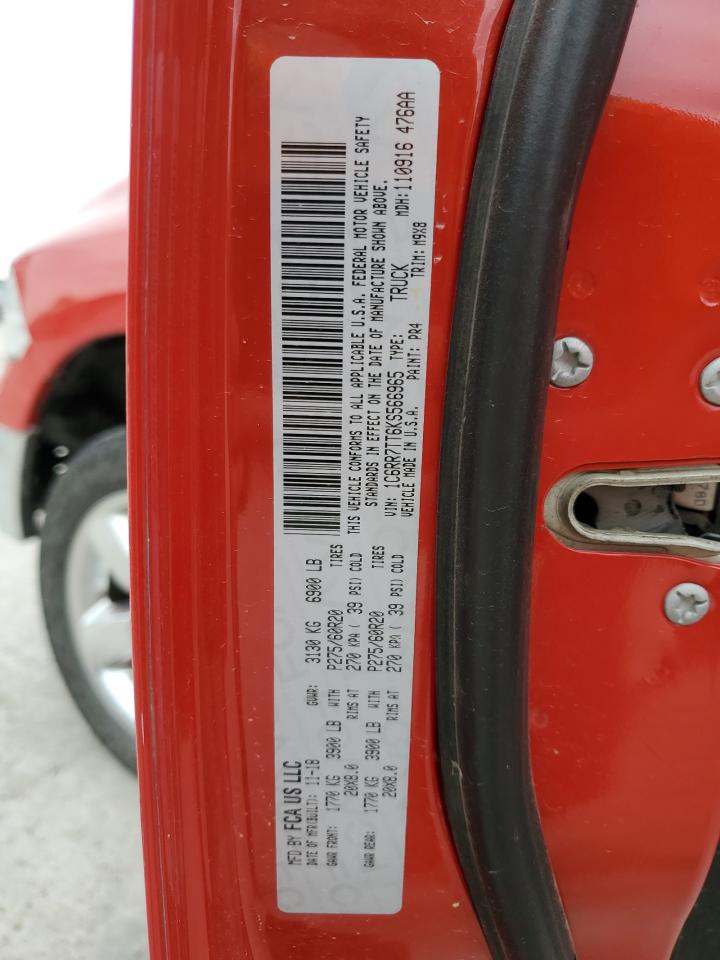 MFD BY FCA US LLC
DATE OF MFR(BUILT): 11-18 GVWR: 3130 KG 6900 LB
GAWR FRONT: 1770 KG 3900 LB WITH P275/60R20 TIRES
20X8.0 RIMS AT 270 KPA ( 39 PSI) COLD
GAWR REAR: 1770 KG 3900 LB WITH P275/60R20 TIRES
20X8.0 RIMS AT 270 KPA ( 39 PSI) COLD
THIS VEHICLE CONFORMS TO ALL APPLICABLE U.S.A. FEDERAL MOTOR VEHICLE SAFETY
STANDARDS IN EFFECT ON THE DATE OF MANUFACTURE SHOWN ABOVE.
VIN: 1C6RR7TT6KS566965 TYPE: TRUCK MDH: 110916 476AA
VEHICLE MADE IN U.S.A. PAINT: PR4 TRIM: M9X8